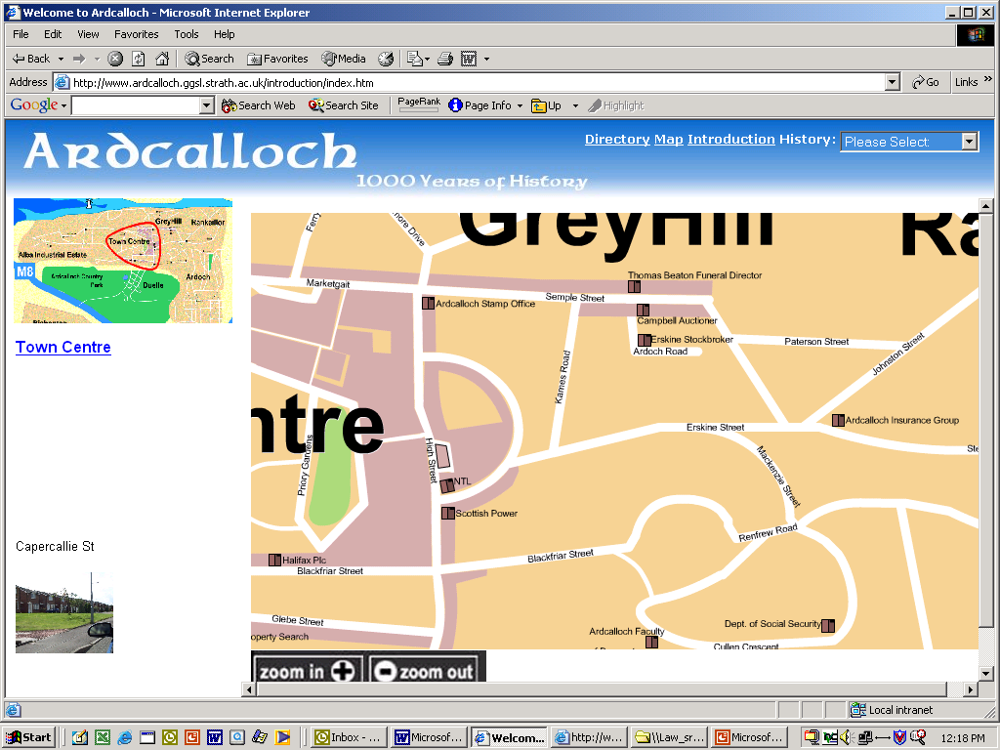 Welcome to Ardcalloch - Microsoft Internet Explorer
File Edit View Favorites Tools Help
Back Search Favorites Media
Address http://www.ardcalloch.ggsl.strath.ac.uk/introduction/index.htm Go Links »
Google Search Web Search Site PageRank Page Info Up Highlight
Ardcalloch
1000 Years of History
Directory Map Introduction History: Please Select:
GreyHill Rankeillor
Town Centre
Alba Industrial Estate
M8
Ardcalloch Country Park
Duelle
Ardoch
Town Centre
Capercallie St
GreyHill
Ra
Ferry
more Drive
Thomas Beaton Funeral Director
Marketgait
Semple Street
Ardcalloch Stamp Office
Campbell Auctioner
Erskine Stockbroker
Ardoch Road
Paterson Street
Johnston Street
Kames Road
ntre
Ardcalloch Insurance Group
Erskine Street
Ste
High Street
Priory Gardens
Mackenzie Street
NTL
Scottish Power
Renfrew Road
Halifax Plc
Blackfriar Street
Blackfriar Street
Glebe Street
operty Search
Ardcalloch Faculty
Dept. of Social Security
Cullen Crescent
zoom in zoom out
Local intranet
Start Inbox - ... Microsof... Welcom... http://w... \\Law_sr... Microsof... 12:18 PM